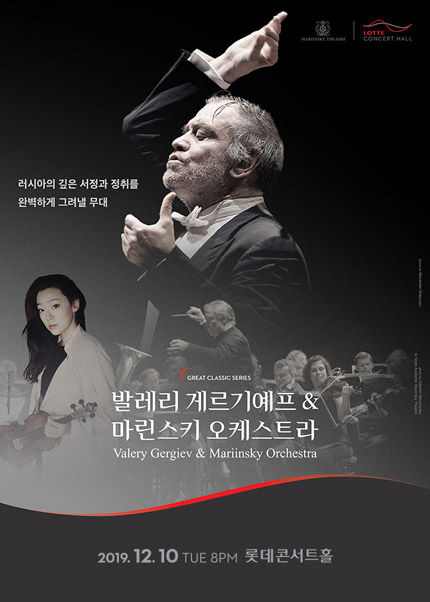 MARIINSKY THEATRE
LOTTE
CONCERT HALL
러시아의 깊은 서정과 정취를
완벽하게 그려낼 무대
GREAT CLASSIC SERIES
발레리 게르기예프 &
마린스키 오케스트라
Valery Gergiev & Mariinsky Orchestra
2019. 12. 10 TUE 8PM 롯데콘서트홀